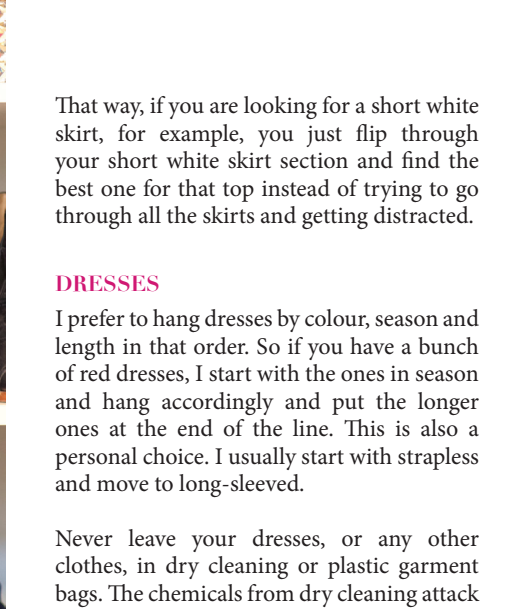 That way, if you are looking for a short white
skirt, for example, you just flip through
your short white skirt section and find the
best one for that top instead of trying to go
through all the skirts and getting distracted.
DRESSES
I prefer to hang dresses by colour, season and
length in that order. So if you have a bunch
of red dresses, I start with the ones in season
and hang accordingly and put the longer
ones at the end of the line. This is also a
personal choice. I usually start with strapless
and move to long-sleeved.
Never leave your dresses, or any other
clothes, in dry cleaning or plastic garment
bags. The chemicals from dry cleaning attack